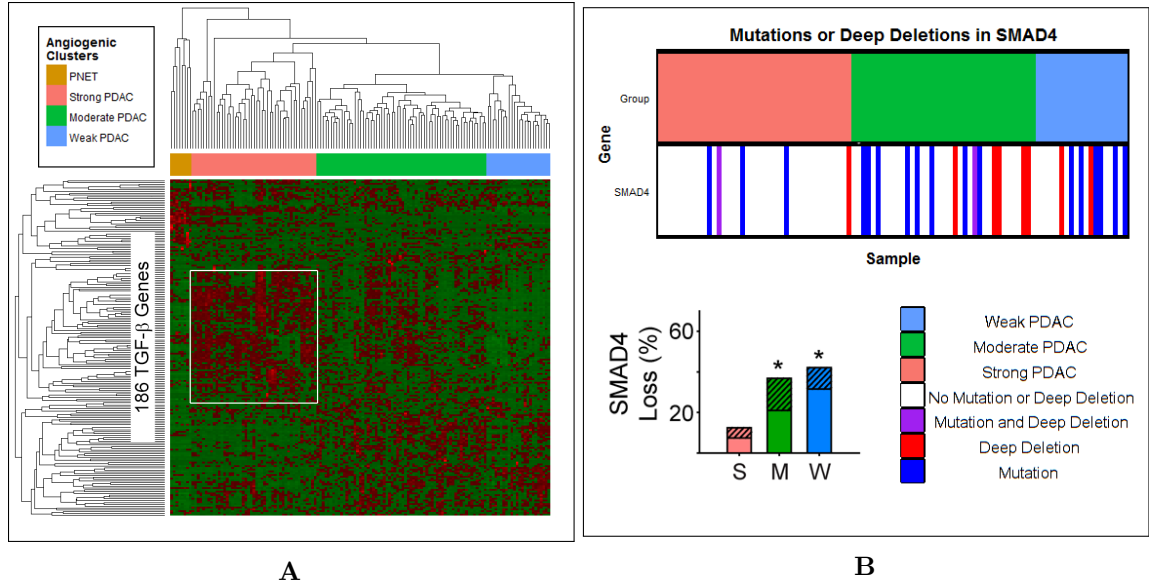 Angiogenic
Clusters
PNET
Strong PDAC
Moderate PDAC
Weak PDAC
186 TGF-β Genes
A
Mutations or Deep Deletions in SMAD4
Gene
Group
SMAD4
Sample
SMAD4
Loss (%)
60
20
*
*
S M W
Weak PDAC
Moderate PDAC
Strong PDAC
No Mutation or Deep Deletion
Mutation and Deep Deletion
Deep Deletion
Mutation
B